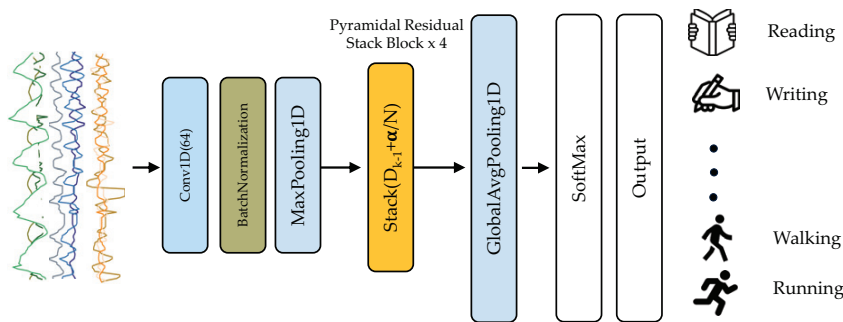 Pyramidal Residual
Stack Block x 4
Conv1D(64)
BatchNormalization
MaxPooling1D
Stack(Dk-1+α/N)
GlobalAvgPooling1D
SoftMax
Output
Reading
Writing
Walking
Running